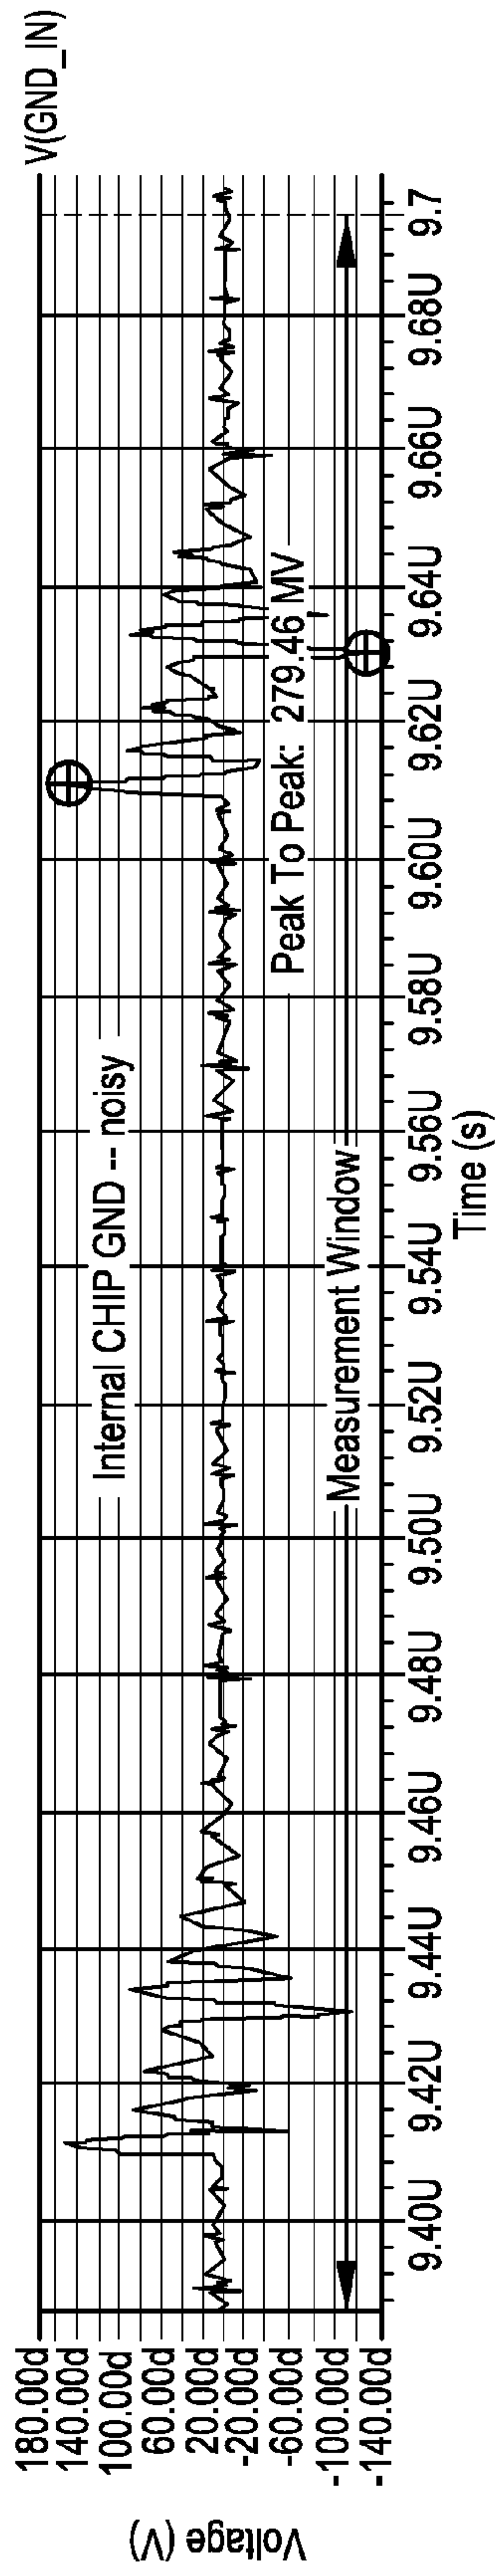 V(GND_IN)
180.00d
140.00d
100.00d
60.00d
20.00d
-20.00d
-60.00d
-100.00d
-140.00d
Voltage (V)
Internal CHIP GND -- noisy
Peak To Peak: 279.46 MV
Measurement Window
9.40U 9.42U 9.44U 9.46U 9.48U 9.50U 9.52U 9.54U 9.56U 9.58U 9.60U 9.62U 9.64U 9.66U 9.68U 9.7
Time (s)